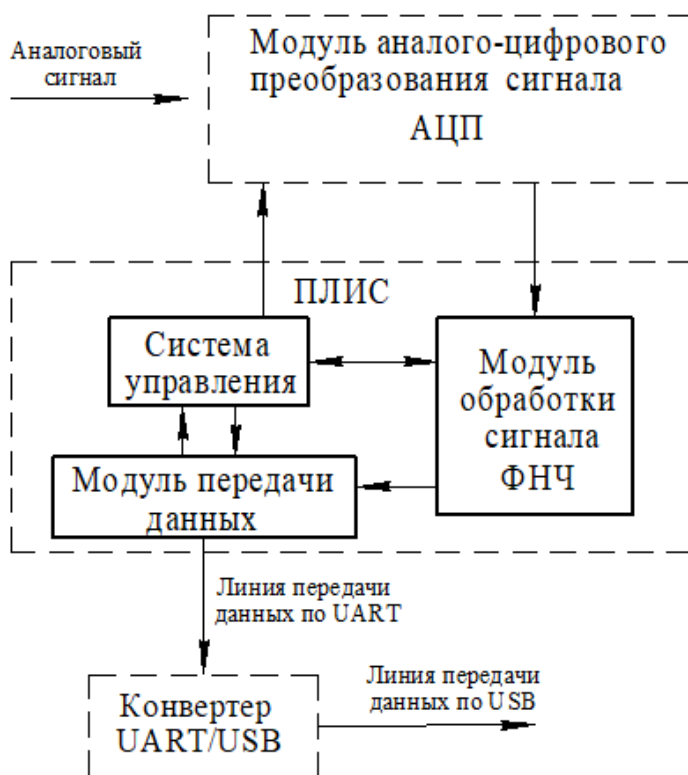 Аналоговый
сигнал
Модуль аналого-цифрового
преобразования сигнала
АЦП
ПЛИС
Система
управления
Модуль
обработки
сигнала
ФНЧ
Модуль передачи
данных
Линия передачи
данных по UART
Конвертер
UART/USB
Линия передачи
данных по USB